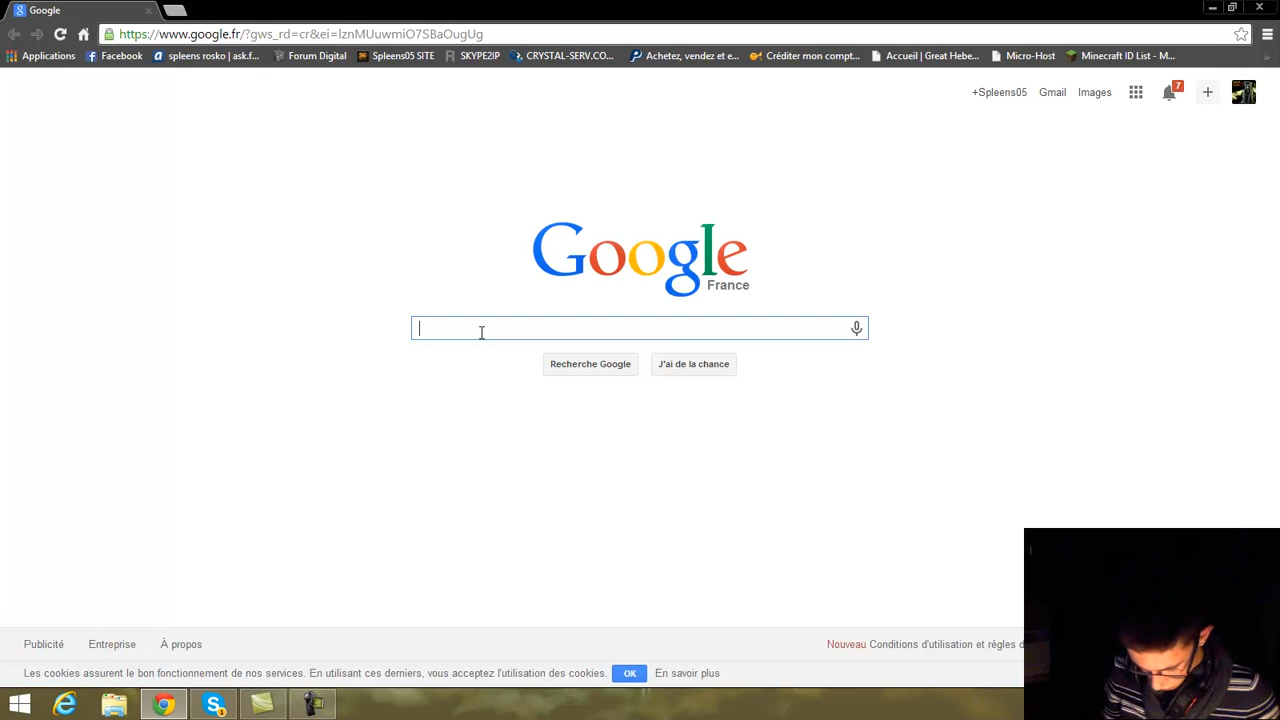 Google
https://www.google.fr/?gws_rd=cr&ei=IznMUuwmiO7SBaOugUg
Applications Facebook spleens rosko | ask.f... Forum Digital Spleens05 SITE SKYPE2IP CRYSTAL-SERV.CO... Achetez, vendez et e... Créditer mon compt... Accueil | Great Hebe... Micro-Host Minecraft ID List - M... »
+Spleens05 Gmail Images 7 +
Google
France
Recherche Google J'ai de la chance
Publicité Entreprise À propos Nouveau Conditions d'utilisation et règles d
Les cookies assurent le bon fonctionnement de nos services. En utilisant ces derniers, vous acceptez l'utilisation des cookies. OK En savoir plus